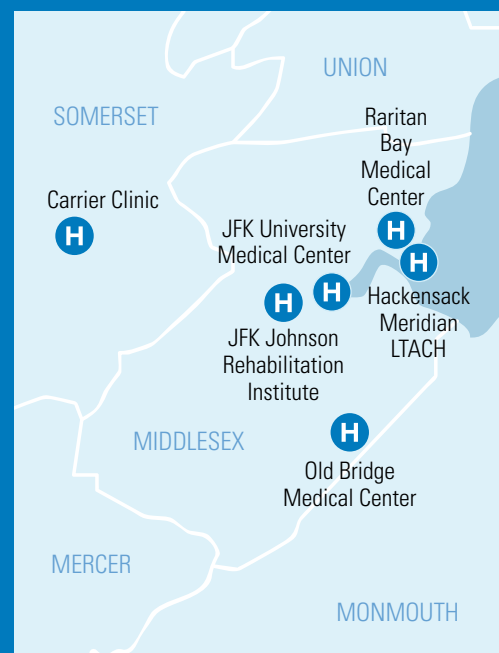 UNION
SOMERSET
Raritan
Bay
Medical
Center
H
Carrier Clinic
H
JFK University
Medical Center
H
H
Hackensack
Meridian
LTACH
H
JFK Johnson
Rehabilitation
Institute
H
Old Bridge
Medical Center
MIDDLESEX
MERCER
MONMOUTH